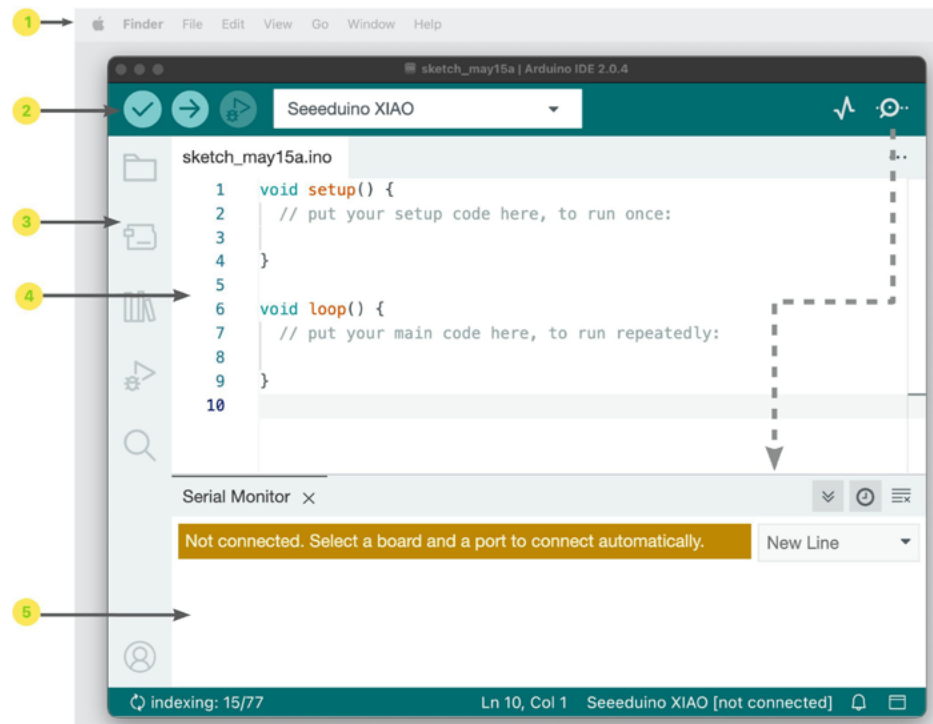 1
Finder File Edit View Go Window Help
sketch_may15a | Arduino IDE 2.0.4
2
Seeeduino XIAO
sketch_may15a.ino
1 void setup() {
2 // put your setup code here, to run once:
3
3
4 }
4
5
6 void loop() {
7 // put your main code here, to run repeatedly:
8
9 }
10
Serial Monitor
Not connected. Select a board and a port to connect automatically.
New Line
5
indexing: 15/77
Ln 10, Col 1 Seeeduino XIAO [not connected]